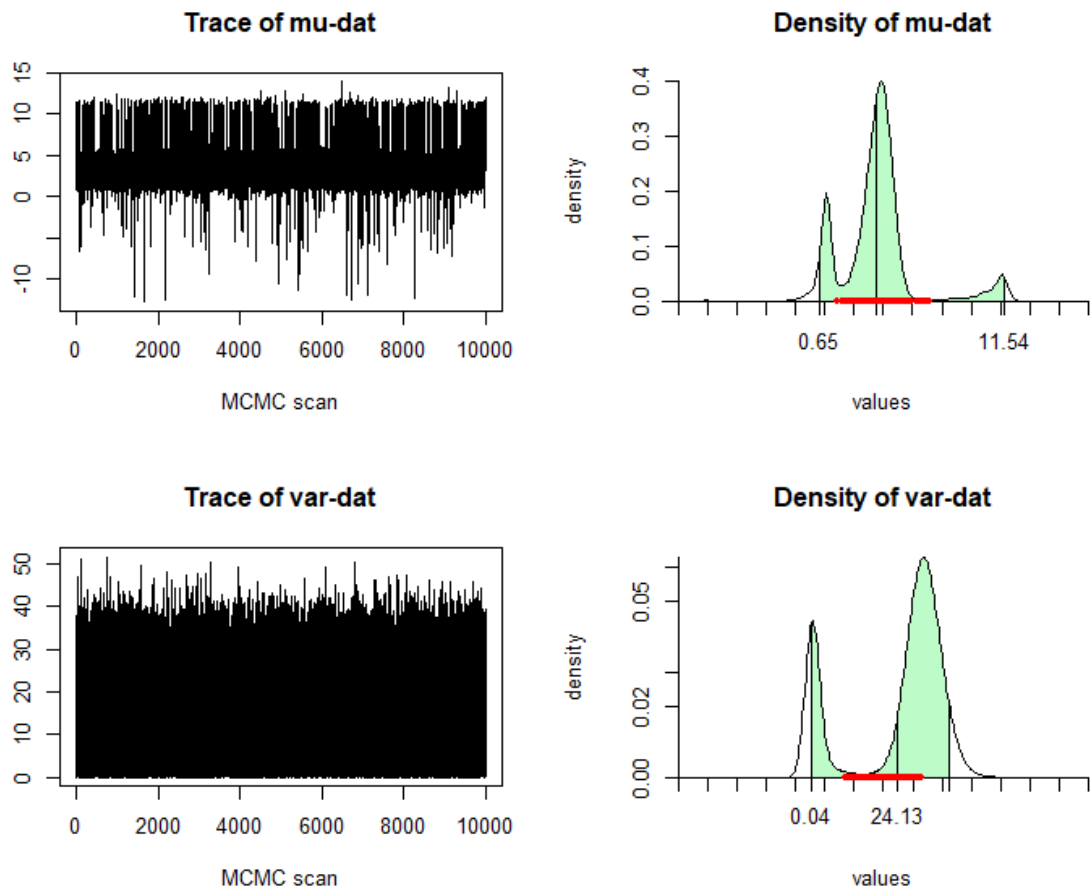 Trace of mu-dat
15
10
5
0
-10
0 2000 4000 6000 8000 10000
MCMC scan
Density of mu-dat
0.4
0.3
0.2
0.1
0.0
density
0.65 11.54
values
Trace of var-dat
50
40
30
20
10
0
0 2000 4000 6000 8000 10000
MCMC scan
Density of var-dat
0.05
0.02
0.00
density
0.04 24.13
values